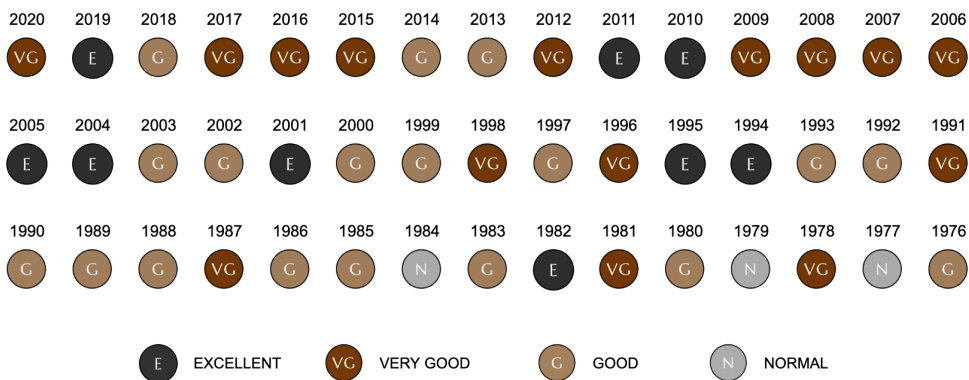 2020 2019 2018 2017 2016 2015 2014 2013 2012 2011 2010 2009 2008 2007 2006
VG E G VG VG VG G G VG E E VG VG VG VG
2005 2004 2003 2002 2001 2000 1999 1998 1997 1996 1995 1994 1993 1992 1991
E E G G E G G VG G VG E E G G VG
1990 1989 1988 1987 1986 1985 1984 1983 1982 1981 1980 1979 1978 1977 1976
G G G VG G G N G E VG G N VG N G
E EXCELLENT VG VERY GOOD G GOOD N NORMAL